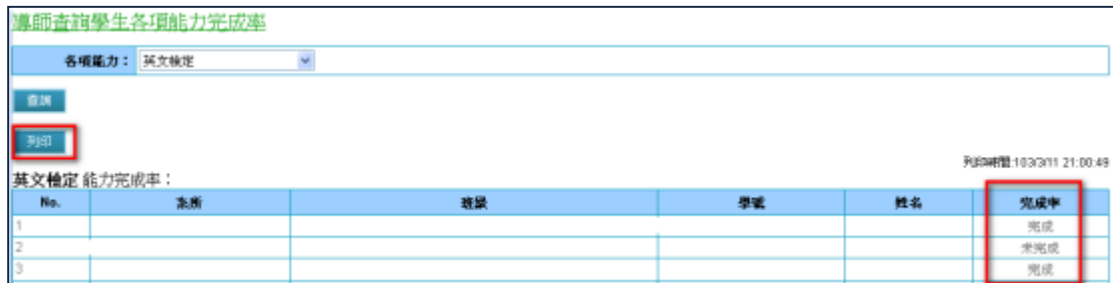 導師查詢學生各項能力完成率
各項能力： 英文檢定
查詢
列印
列印時間:103/3/11 21:00:49
英文檢定 能力完成率：
No. 系所 班級 學號 姓名 完成率
1 完成
2 未完成
3 完成